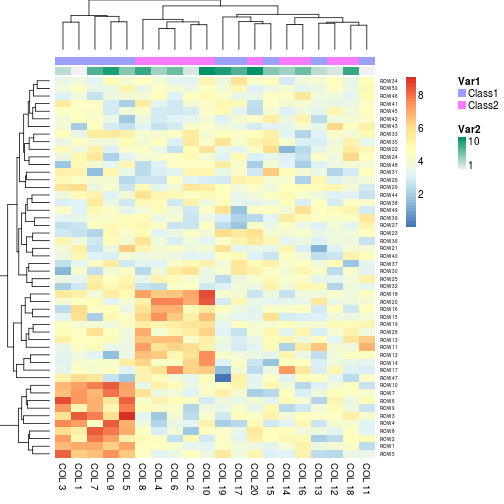 Var1
Class1
Class2
Var2
10
1
8
6
4
2
ROW34
ROW50
ROW46
ROW41
ROW45
ROW42
ROW43
ROW33
ROW35
ROW22
ROW24
ROW48
ROW31
ROW26
ROW29
ROW44
ROW38
ROW49
ROW39
ROW27
ROW23
ROW36
ROW21
ROW40
ROW37
ROW30
ROW25
ROW32
ROW18
ROW20
ROW16
ROW15
ROW19
ROW28
ROW13
ROW11
ROW12
ROW14
ROW17
ROW47
ROW10
ROW7
ROW6
ROW9
ROW3
ROW4
ROW8
ROW2
ROW1
ROW5
COL 3
COL 1
COL 7
COL 9
COL 5
COL 8
COL 4
COL 6
COL 2
COL 10
COL 19
COL 17
COL 20
COL 15
COL 14
COL 16
COL 13
COL 12
COL 18
COL 11